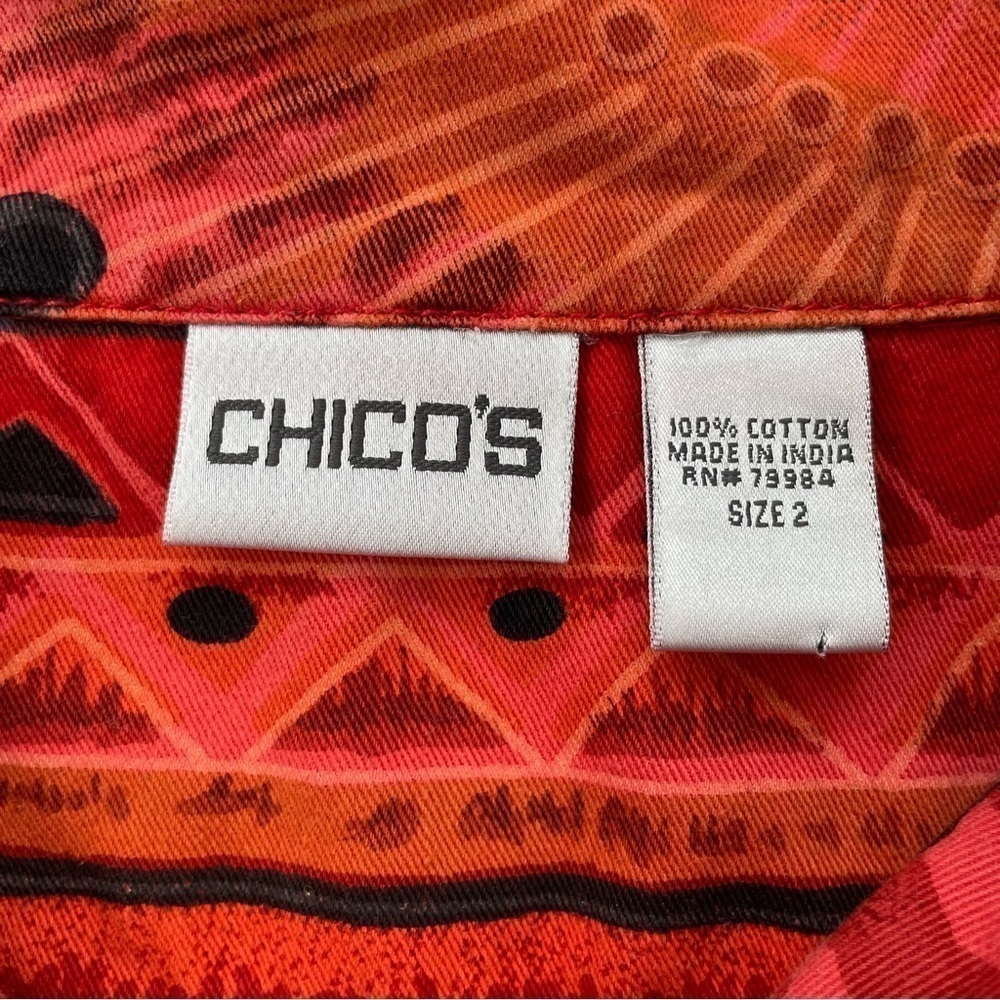 CHICO'S
100% COTTON
MADE IN INDIA
RN# 79984
SIZE 2